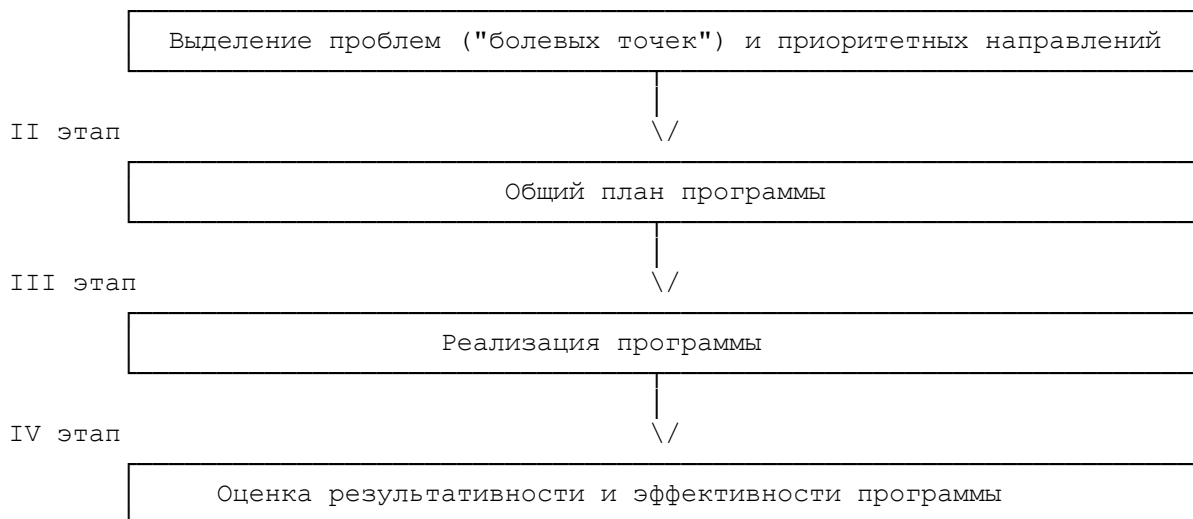 Выделение проблем ("болевых точек") и приоритетных направлений
II этап \/
Общий план программы
III этап \/
Реализация программы
IV этап \/
Оценка результативности и эффективности программы